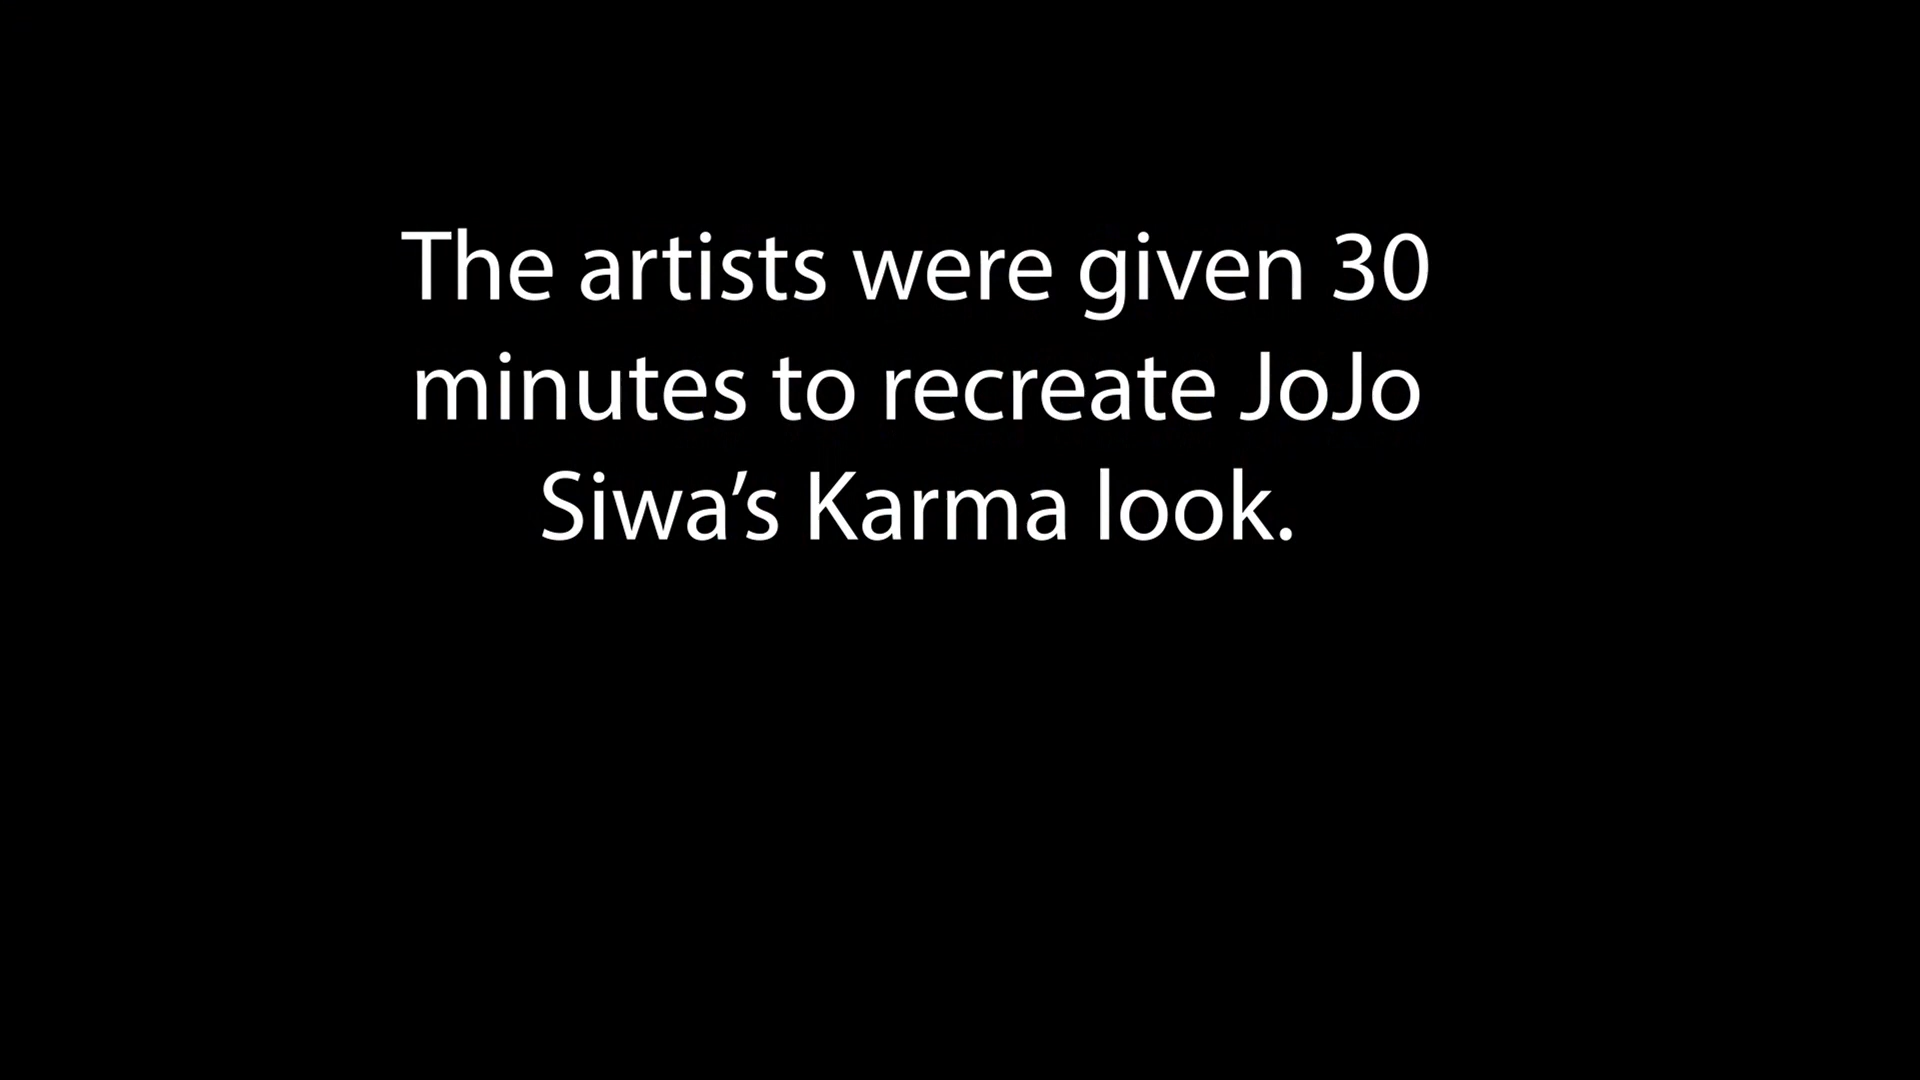 The artists were given 30
minutes to recreate JoJo
Siwa’s Karma look.